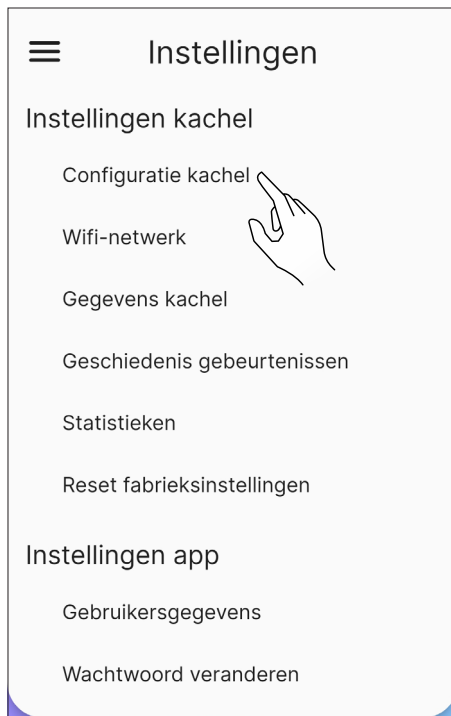 Instellingen
Instellingen kachel
Configuratie kachel
Wifi-netwerk
Gegevens kachel
Geschiedenis gebeurtenissen
Statistieken
Reset fabrieksinstellingen
Instellingen app
Gebruikersgegevens
Wachtwoord veranderen